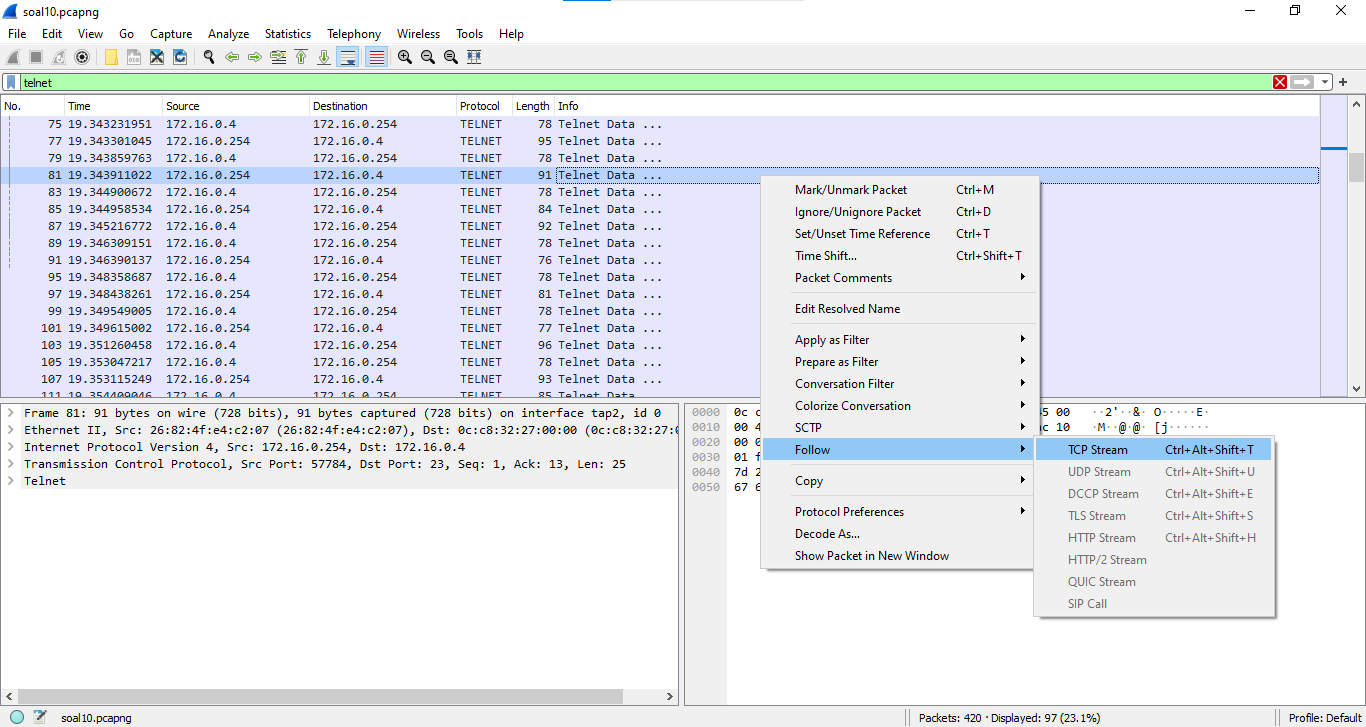 soal10.pcapng
File Edit View Go Capture Analyze Statistics Telephony Wireless Tools Help
telnet
No. Time Source Destination Protocol Length Info
75 19.343231951 172.16.0.4 172.16.0.254 TELNET 78 Telnet Data ...
77 19.343301045 172.16.0.254 172.16.0.4 TELNET 95 Telnet Data ...
79 19.343859763 172.16.0.4 172.16.0.254 TELNET 78 Telnet Data ...
81 19.343911022 172.16.0.254 172.16.0.4 TELNET 91 Telnet Data ...
83 19.344900672 172.16.0.4 172.16.0.254 TELNET 78 Telnet Data ...
85 19.344958534 172.16.0.254 172.16.0.4 TELNET 84 Telnet Data ...
87 19.345216772 172.16.0.4 172.16.0.254 TELNET 92 Telnet Data ...
89 19.346309151 172.16.0.4 172.16.0.254 TELNET 78 Telnet Data ...
91 19.346390137 172.16.0.254 172.16.0.4 TELNET 76 Telnet Data ...
95 19.348358687 172.16.0.4 172.16.0.254 TELNET 78 Telnet Data ...
97 19.348438261 172.16.0.254 172.16.0.4 TELNET 81 Telnet Data ...
99 19.349549005 172.16.0.4 172.16.0.254 TELNET 78 Telnet Data ...
101 19.349615002 172.16.0.254 172.16.0.4 TELNET 77 Telnet Data ...
103 19.351260458 172.16.0.4 172.16.0.254 TELNET 96 Telnet Data ...
105 19.353047217 172.16.0.4 172.16.0.254 TELNET 78 Telnet Data ...
107 19.353115249 172.16.0.254 172.16.0.4 TELNET 93 Telnet Data ...
111 19.354409046 172.16.0.4 172.16.0.254 TELNET 85 Telnet Data ...
Mark/Unmark Packet Ctrl+M
Ignore/Unignore Packet Ctrl+D
Set/Unset Time Reference Ctrl+T
Time Shift... Ctrl+Shift+T
Packet Comments
Edit Resolved Name
Apply as Filter
Prepare as Filter
Conversation Filter
Colorize Conversation
SCTP
Follow
Copy
Protocol Preferences
Decode As...
Show Packet in New Window
TCP Stream Ctrl+Alt+Shift+T
UDP Stream Ctrl+Alt+Shift+U
DCCP Stream Ctrl+Alt+Shift+E
TLS Stream Ctrl+Alt+Shift+S
HTTP Stream Ctrl+Alt+Shift+H
HTTP/2 Stream
QUIC Stream
SIP Call
Frame 81: 91 bytes on wire (728 bits), 91 bytes captured (728 bits) on interface tap2, id 0
Ethernet II, Src: 26:82:4f:e4:c2:07 (26:82:4f:e4:c2:07), Dst: 0c:c8:32:27:00:00 (0c:c8:32:27:
Internet Protocol Version 4, Src: 172.16.0.254, Dst: 172.16.0.4
Transmission Control Protocol, Src Port: 57784, Dst Port: 23, Seq: 1, Ack: 13, Len: 25
Telnet
0000 0c 00 ··2'··&· O·····E·
0010 00 4 c 10 ·M··@·@· [j······
0020 00 0
0030 01 f
0040 7d 2
0050 67 6
soal10.pcapng
Packets: 420 · Displayed: 97 (23.1%)
Profile: Default